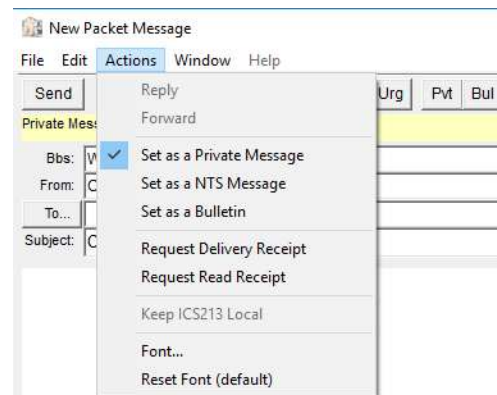 New Packet Message
File Edit Actions Window Help
Send Urg Pvt Bul
Private Mess
Bbs: W
From: C
To...
Subject: C
Reply
Forward
✓ Set as a Private Message
Set as a NTS Message
Set as a Bulletin
Request Delivery Receipt
Request Read Receipt
Keep ICS213 Local
Font...
Reset Font (default)